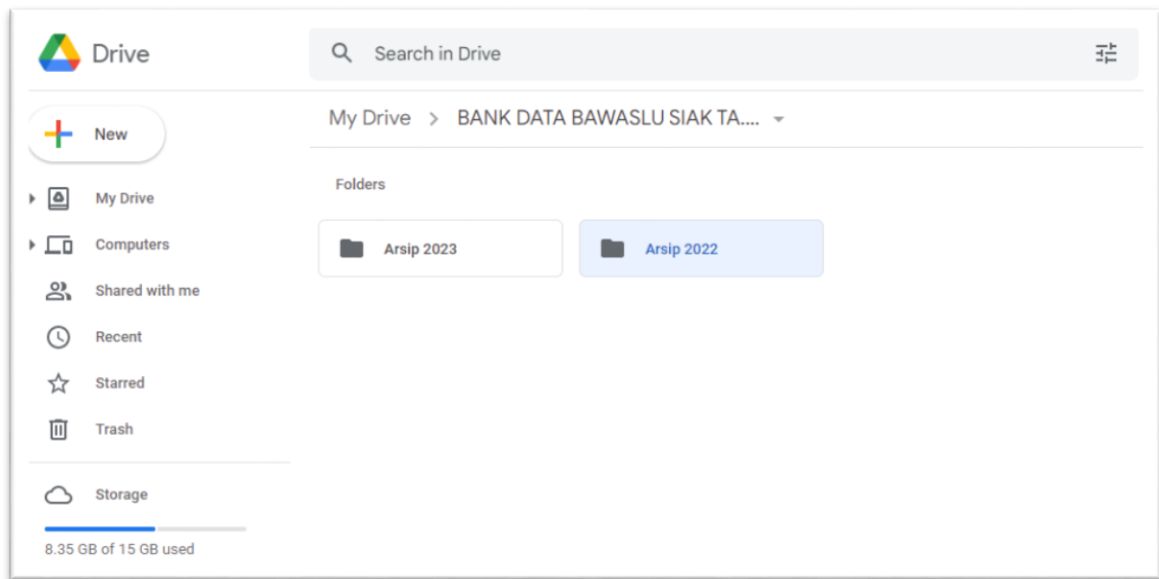 Drive
Search in Drive
New
My Drive > BANK DATA BAWASLU SIAK TA....
Folders
Arsip 2023
Arsip 2022
My Drive
Computers
Shared with me
Recent
Starred
Trash
Storage
8.35 GB of 15 GB used